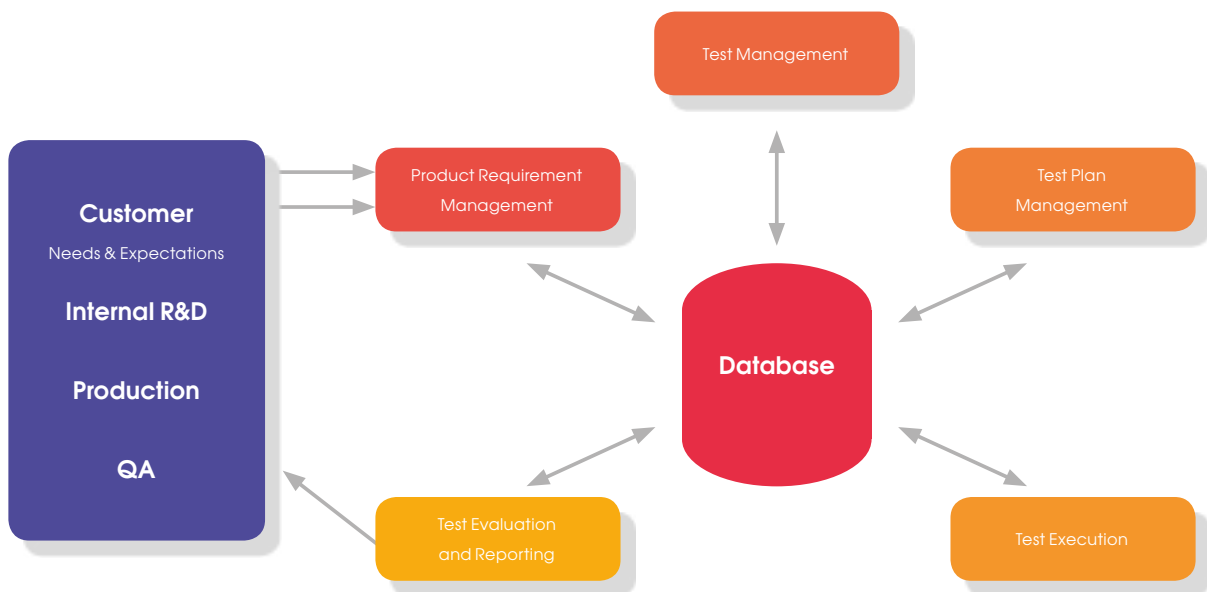 Test Management
Customer
Needs & Expectations
Internal R&D
Production
QA
Product Requirement
Management
Test Plan
Management
Database
Test Evaluation
and Reporting
Test Execution